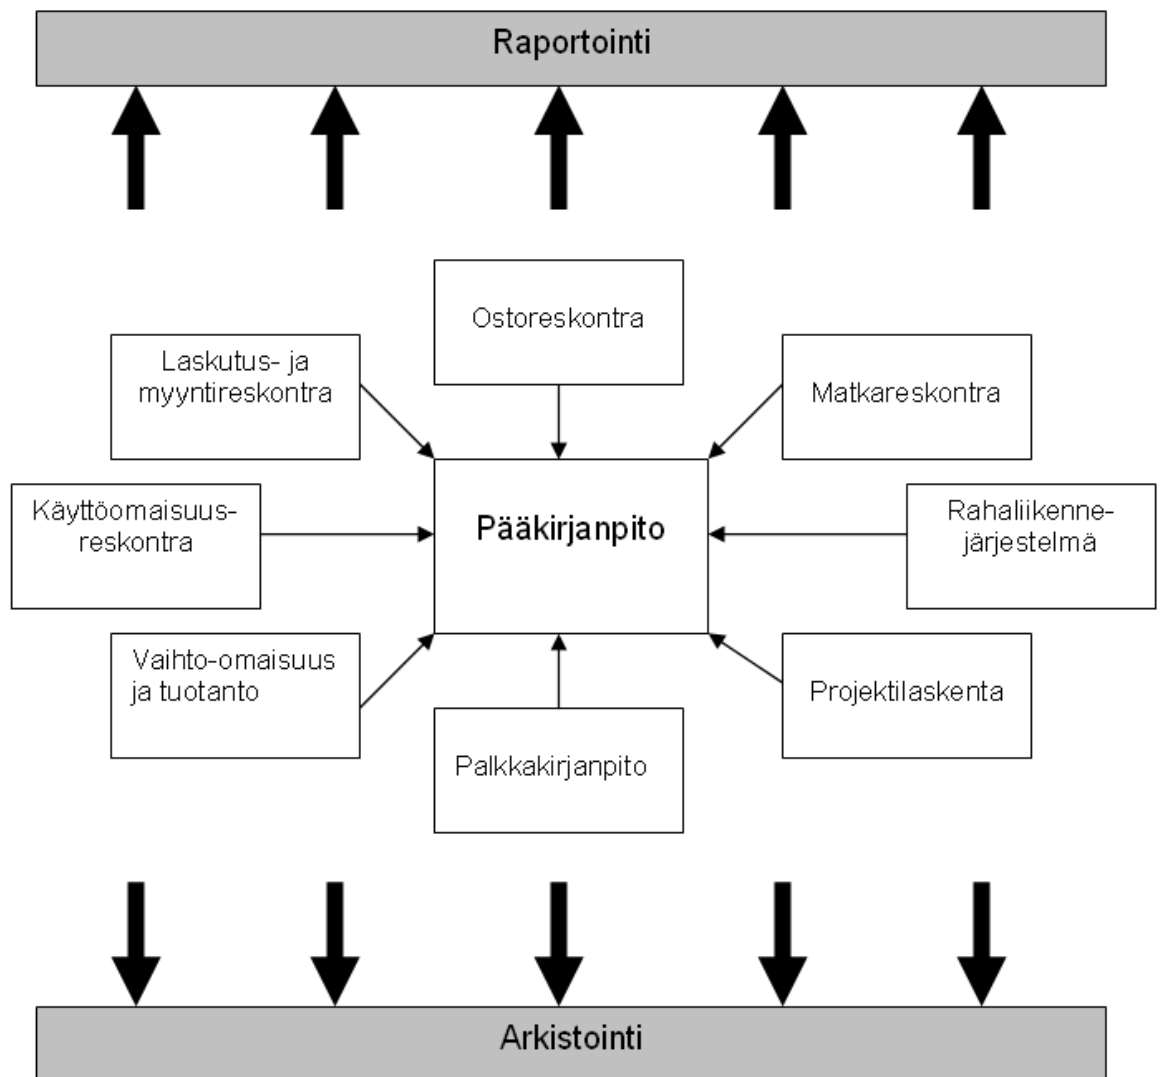 Raportointi
Ostoreskontra
Laskutus- ja
myyntireskontra
Matkareskontra
Käyttöomaisuus-
reskontra
Pääkirjanpito
Rahaliikenne-
järjestelmä
Vaihto-omaisuus
ja tuotanto
Projektilaskenta
Palkkakirjanpito
Arkistointi